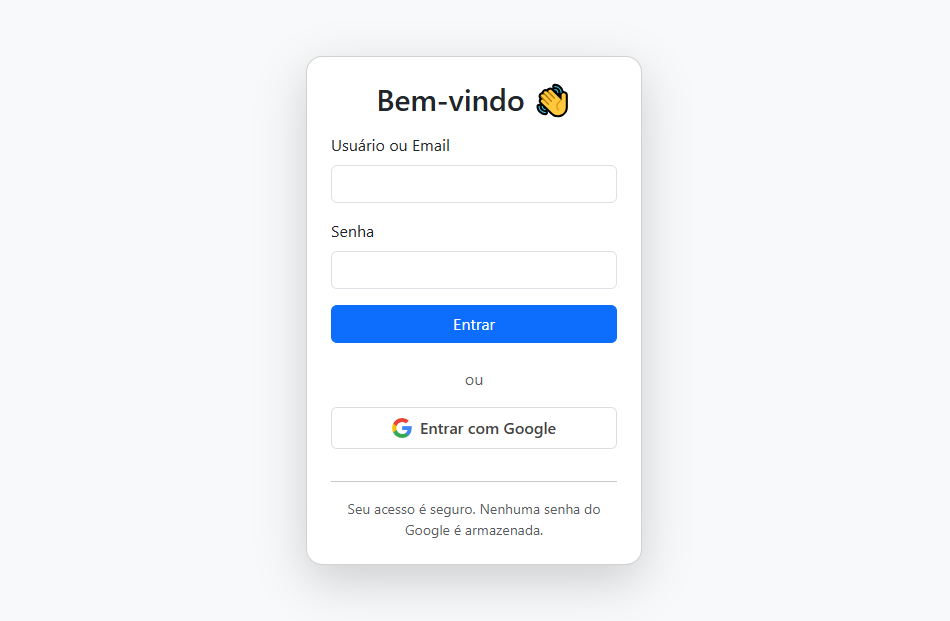 Bem-vindo 👋
Usuário ou Email
Senha
Entrar
ou
Entrar com Google
Seu acesso é seguro. Nenhuma senha do
Google é armazenada.